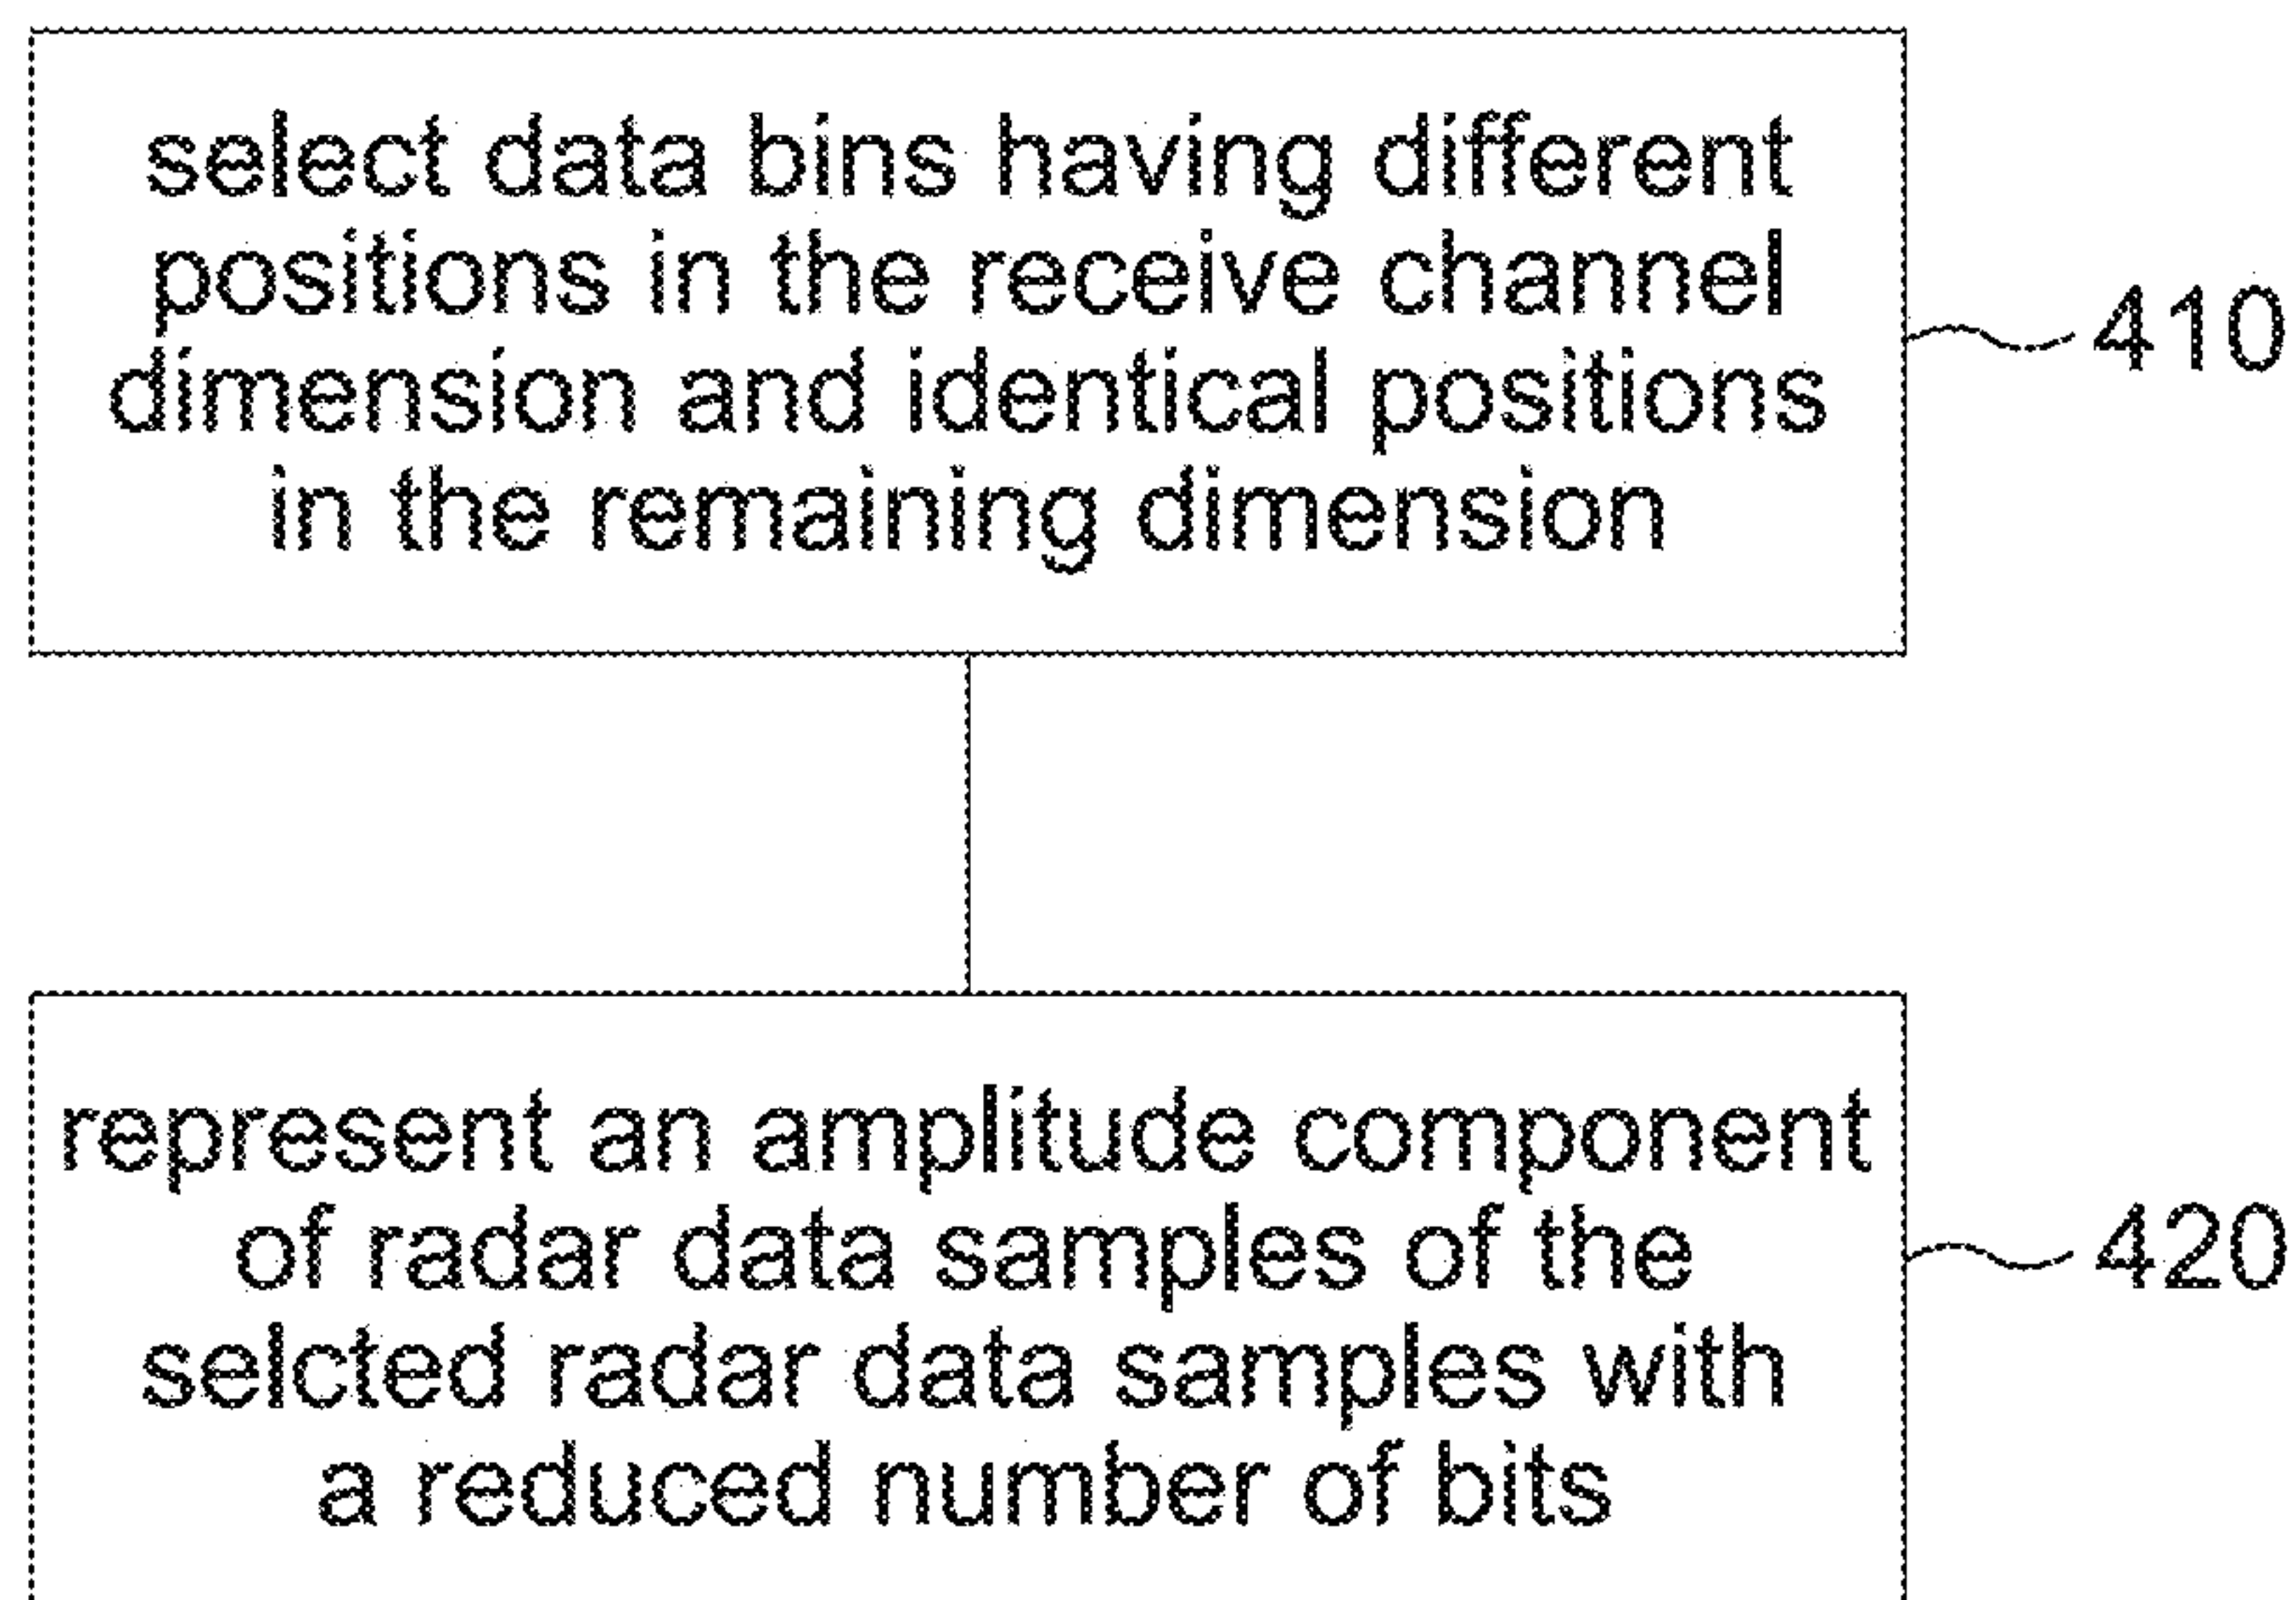 select data bins having different
positions in the receive channel
dimension and identical positions
in the remaining dimension
410
represent an amplitude component
of radar data samples of the
selcted radar data samples with
a reduced number of bits
420